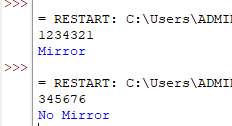 >>>
= RESTART: C:\Users\ADMI
1234321
Mirror
>>>
= RESTART: C:\Users\ADMI
345676
No Mirror